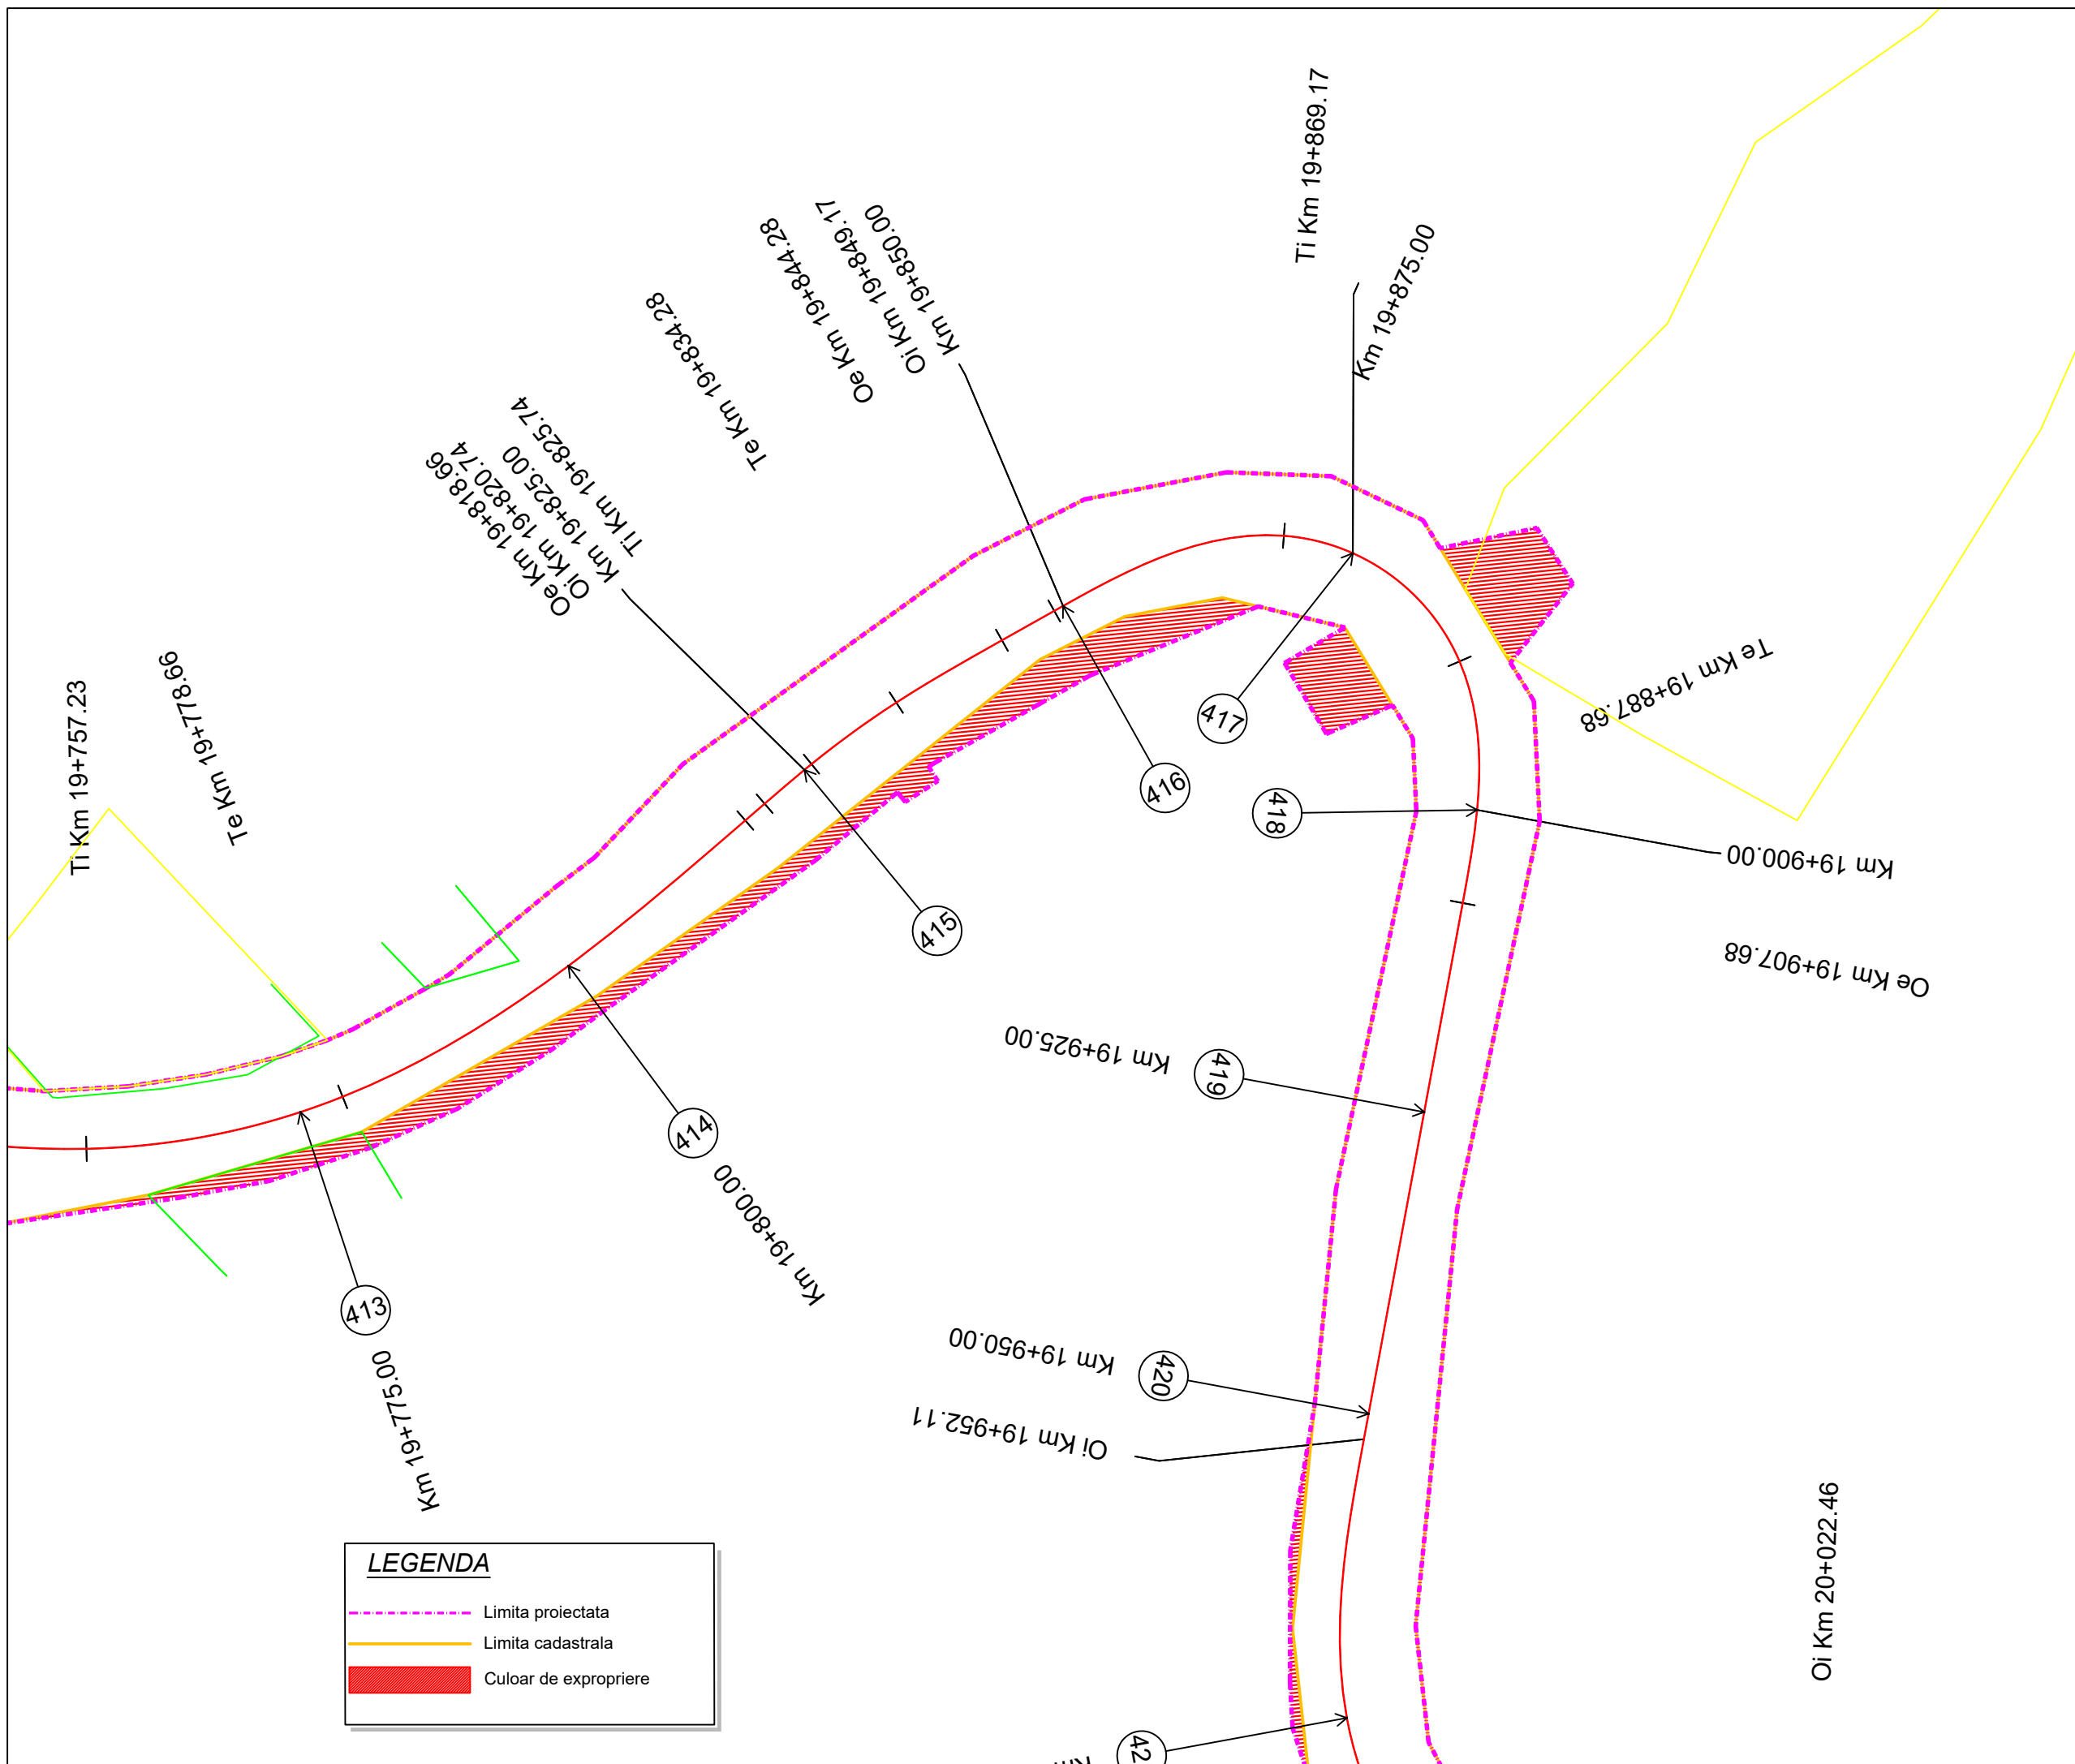 Ti Km 19+757.23
Te Km 19+778.66
Oe Km 19+818.66
Oi Km 19+820.74
Km 19+825.00
Ti Km 19+825.74
Te Km 19+834.28
Oe Km 19+844.28
Oi Km 19+849.17
Km 19+850.00
Ti Km 19+869.17
Km 19+875.00
Te Km 19+887.68
Km 19+900.00
Oe Km 19+907.68
417
416
418
415
419
Km 19+925.00
414
Km 19+800.00
413
Km 19+775.00
420
Km 19+950.00
Oi Km 19+952.11
Oi Km 20+022.46
LEGENDA
Limita proiectata
Limita cadastrala
Culoar de expropriere
42